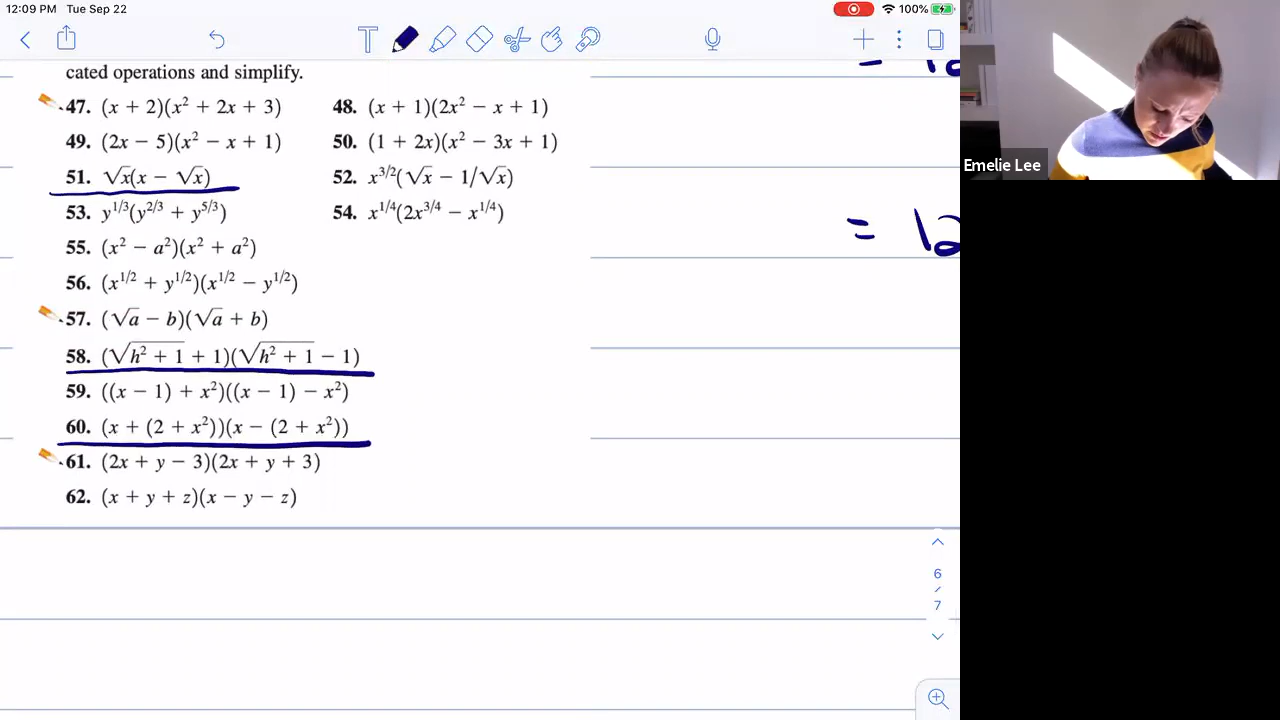 12:09 PM Tue Sep 22
100%
cated operations and simplify.
47. (x + 2)(x² + 2x + 3) 48. (x + 1)(2x² − x + 1)
49. (2x − 5)(x² − x + 1) 50. (1 + 2x)(x² − 3x + 1)
51. √x(x − √x) 52. x^{3/2}(√x − 1/√x)
53. y^{1/3}(y^{2/3} + y^{5/3}) 54. x^{1/4}(2x^{3/4} − x^{1/4})
55. (x² − a²)(x² + a²)
56. (x^{1/2} + y^{1/2})(x^{1/2} − y^{1/2})
57. (√a − b)(√a + b)
58. (√(h² + 1) + 1)(√(h² + 1) − 1)
59. ((x − 1) + x²)((x − 1) − x²)
60. (x + (2 + x²))(x − (2 + x²))
61. (2x + y − 3)(2x + y + 3)
62. (x + y + z)(x − y − z)
= 12
6
/
7
Emelie Lee